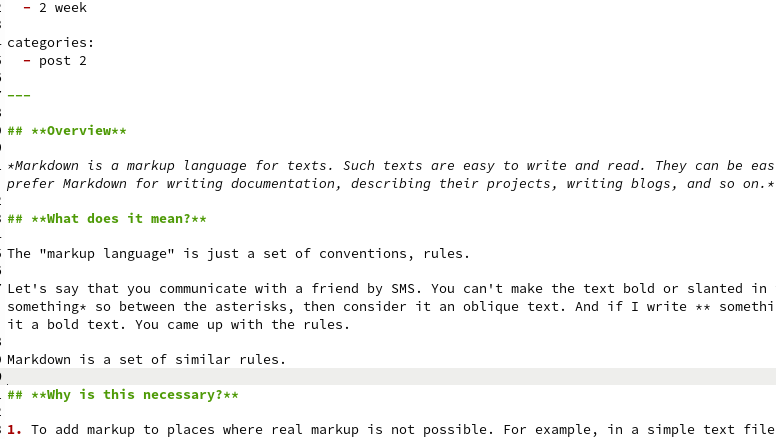 - 2 week
categories:
- post 2
---
## **Overview**
*Markdown is a markup language for texts. Such texts are easy to write and read. They can be eas
prefer Markdown for writing documentation, describing their projects, writing blogs, and so on.*
## **What does it mean?**
The "markup language" is just a set of conventions, rules.
Let's say that you communicate with a friend by SMS. You can't make the text bold or slanted in
something* so between the asterisks, then consider it an oblique text. And if I write ** somethi
it a bold text. You came up with the rules.
Markdown is a set of similar rules.
## **Why is this necessary?**
1. To add markup to places where real markup is not possible. For example, in a simple text file